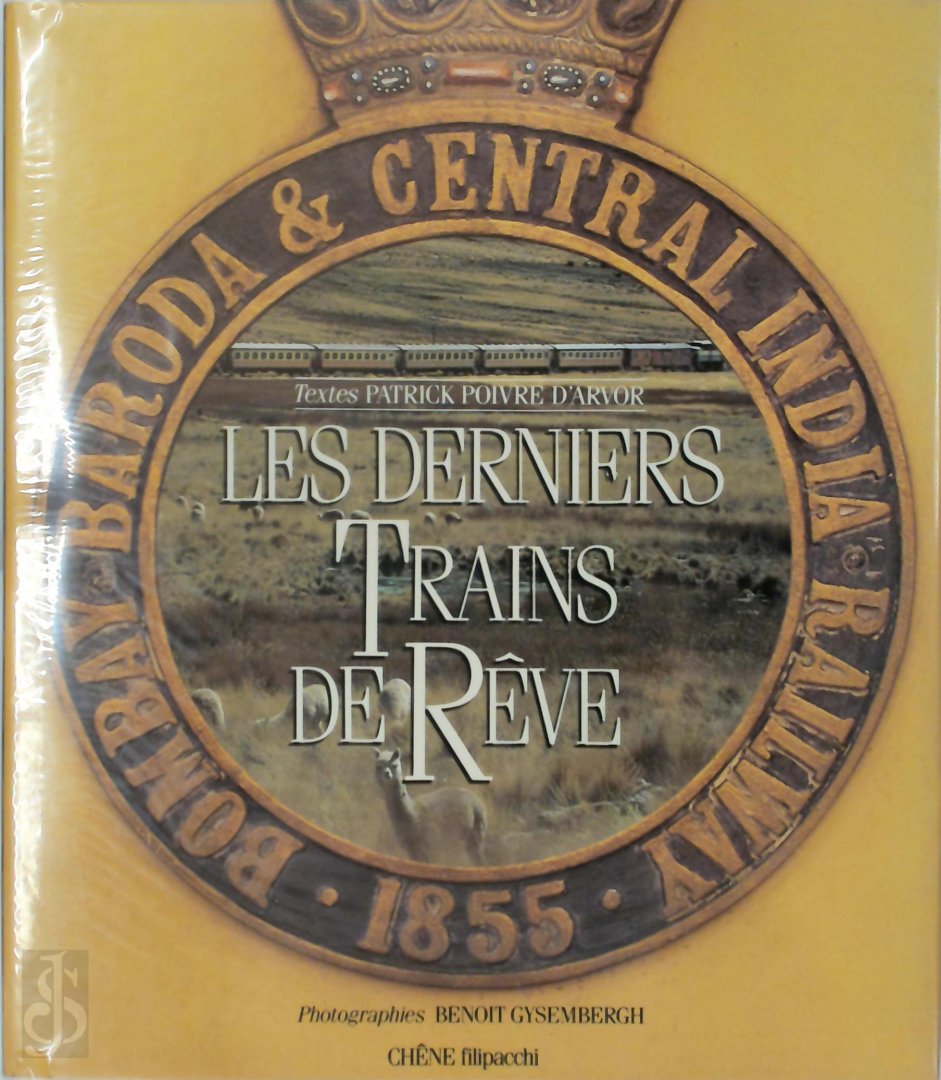 BOMBAY · BARODA & CENTRAL INDIA · RAILWAY
· 1855 ·
Textes PATRICK POIVRE D'ARVOR
LES DERNIERS
TRAINS
DE RÊVE
Photographies BENOIT GYSEMBERGH
CHÊNE filipacchi
JS